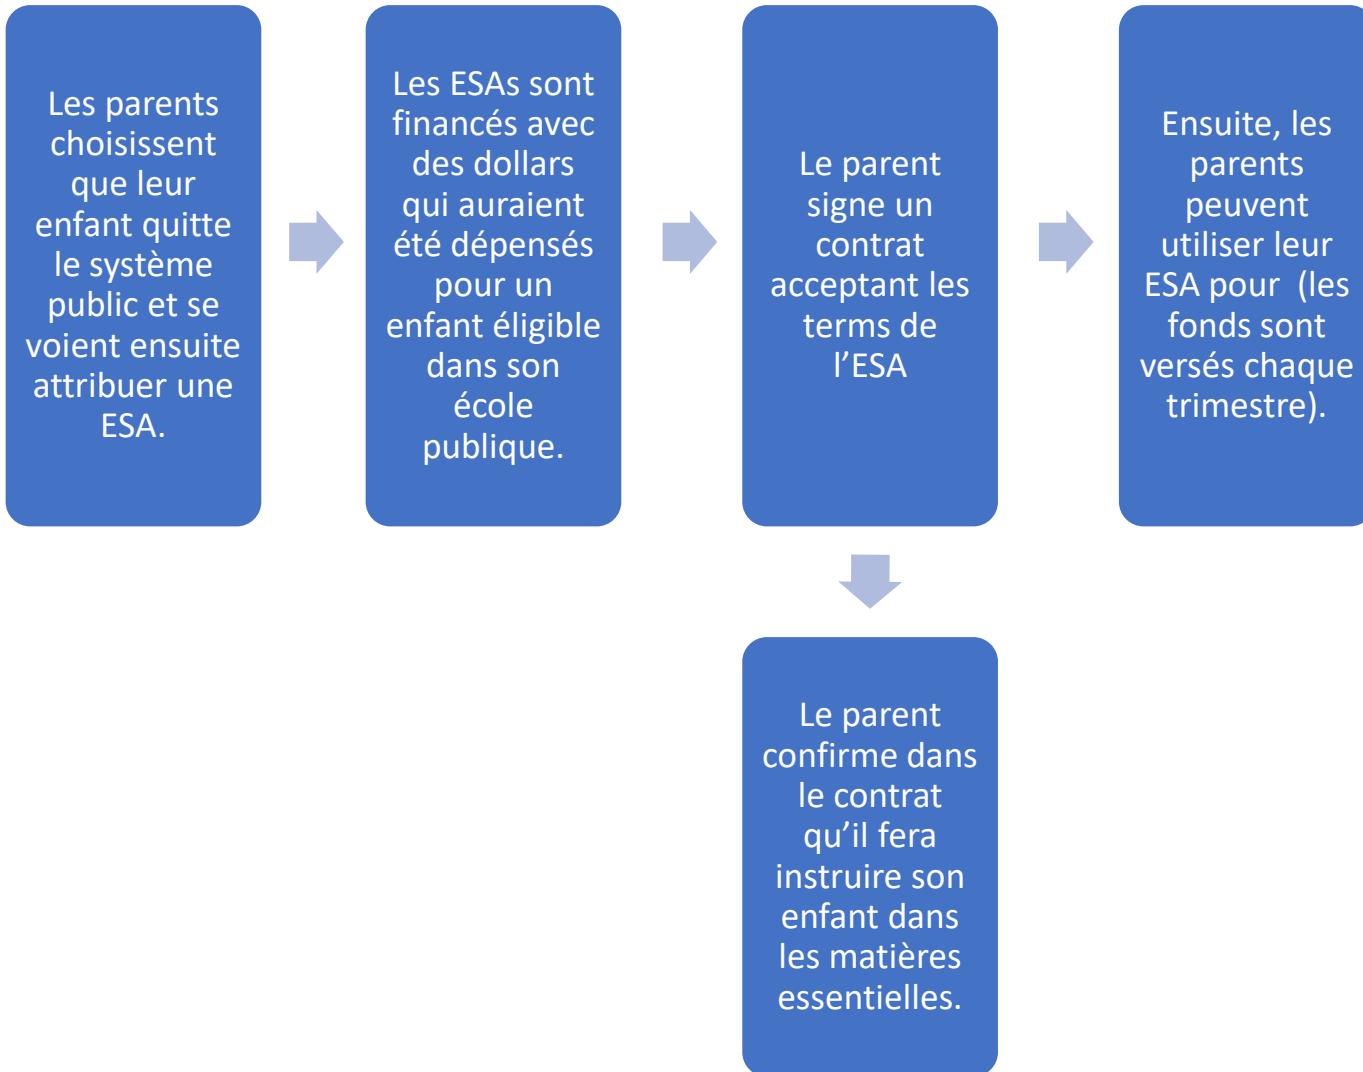 Les parents
choisissent
que leur
enfant quitte
le système
public et se
voient ensuite
attribuer une
ESA.
Les ESAs sont
financés avec
des dollars
qui auraient
été dépensés
pour un
enfant éligible
dans son
école
publique.
Le parent
signe un
contrat
acceptant les
terms de
l’ESA
Ensuite, les
parents
peuvent
utiliser leur
ESA pour  (les
fonds sont
versés chaque
trimestre).
Le parent
confirme dans
le contrat
qu’il fera
instruire son
enfant dans
les matières
essentielles.